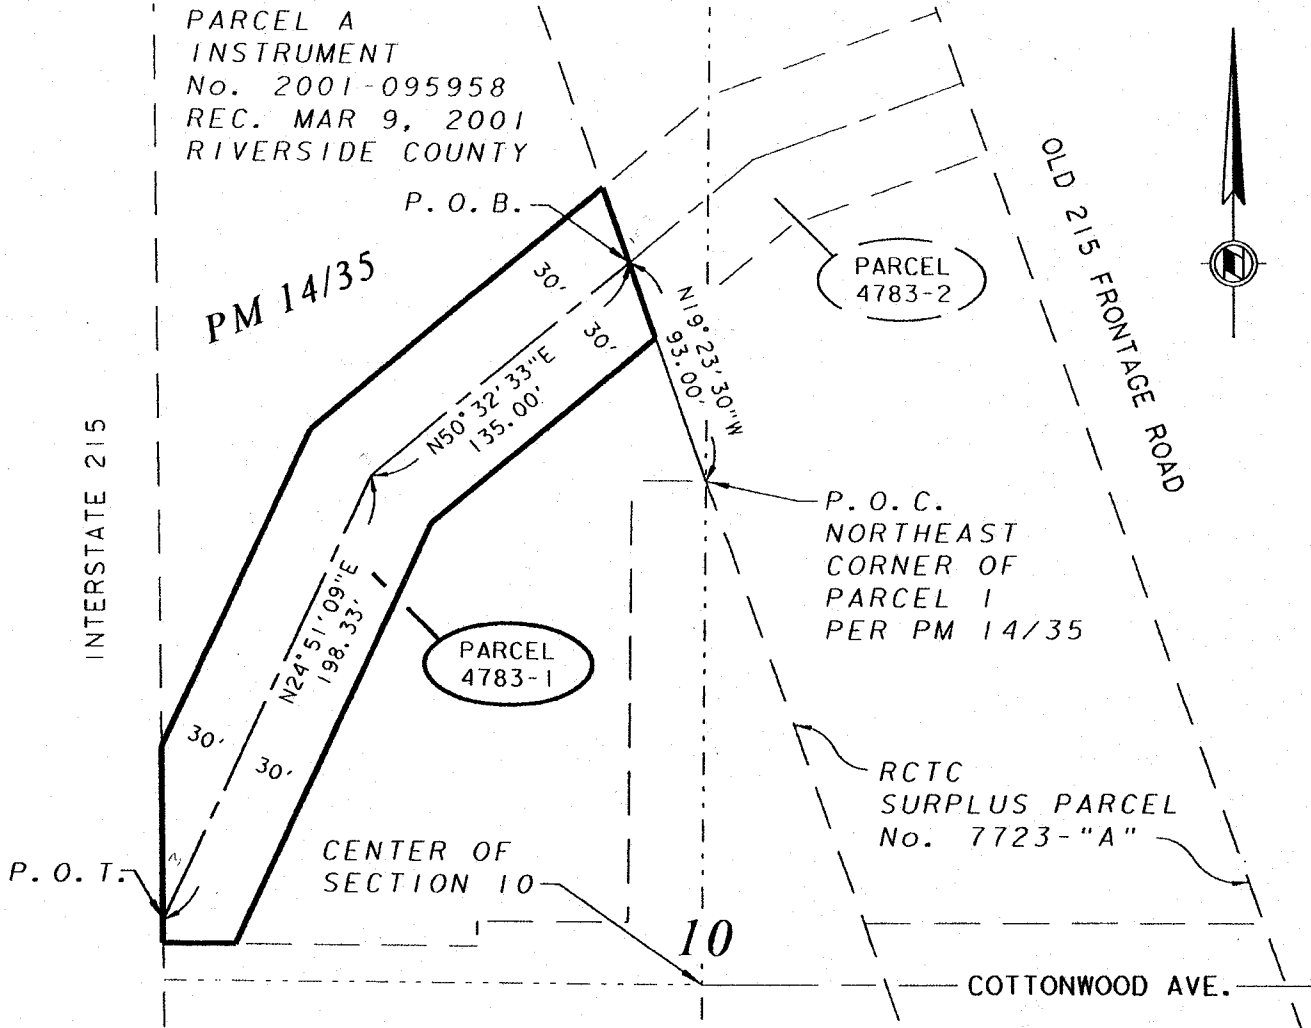 PARCEL A
INSTRUMENT
No. 2001-095958
REC. MAR 9, 2001
RIVERSIDE COUNTY
P.O.B.
PM 14/35
30'
30'
N50°32'33"E
135.00'
N19°23'30"W
93.00'
PARCEL
4783-2
OLD 215 FRONTAGE ROAD
INTERSTATE 215
P.O.C.
NORTHEAST
CORNER OF
PARCEL 1
PER PM 14/35
N24°51'09"E
198.33'
PARCEL
4783-1
30'
30'
RCTC
SURPLUS PARCEL
No. 7723-"A"
P.O.T.
CENTER OF
SECTION 10
10
COTTONWOOD AVE.